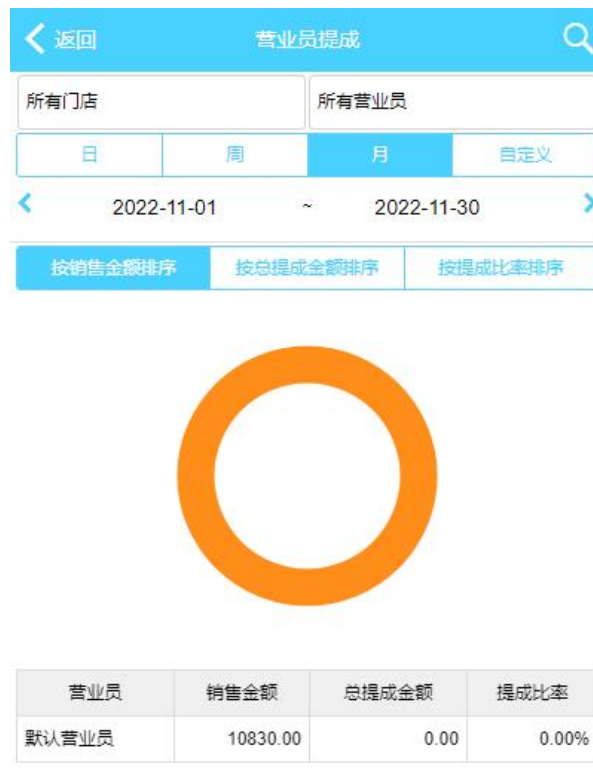 返回 营业员提成
所有门店 所有营业员
日 周 月 自定义
2022-11-01 ~ 2022-11-30
按销售金额排序 按总提成金额排序 按提成比率排序
营业员 销售金额 总提成金额 提成比率
默认营业员 10830.00 0.00 0.00%